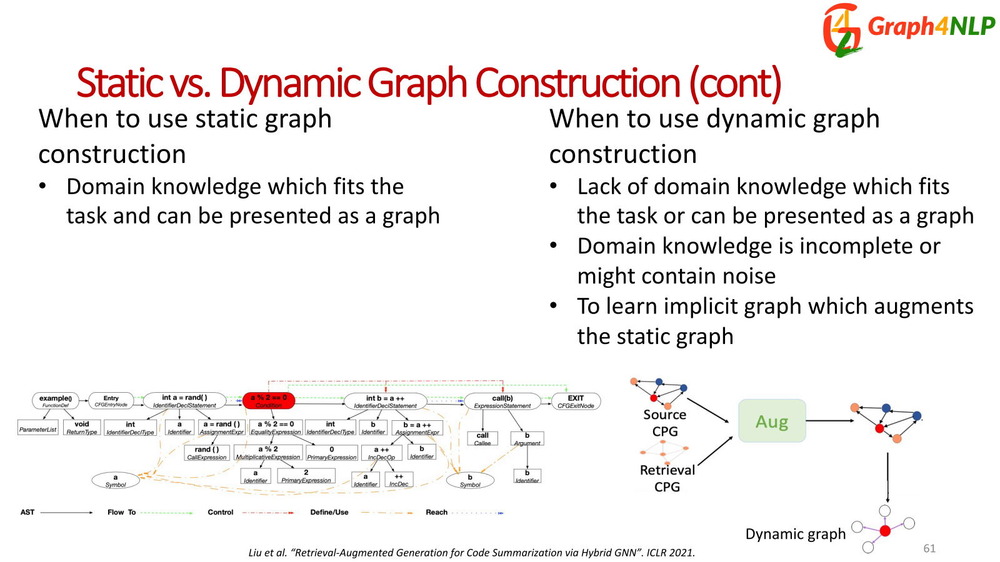 Graph4NLP
Static vs. Dynamic Graph Construction (cont)
When to use static graph
construction
• Domain knowledge which fits the
task and can be presented as a graph
When to use dynamic graph
construction
• Lack of domain knowledge which fits
the task or can be presented as a graph
• Domain knowledge is incomplete or
might contain noise
• To learn implicit graph which augments
the static graph
example()
FunctionDef
Entry
CFGEntryNode
int a = rand( )
IdentifierDeclStatement
a % 2 == 0
Condition
int b = a ++
IdentifierDeclStatement
call(b)
ExpressionStatement
EXIT
CFGExitNode
ParameterList
void
ReturnType
int
IdentifierDeclType
a
Identifier
a = rand ( )
AssignmentExpr
a % 2 == 0
EqualityExpression
int
IdentifierDeclType
b
Identifier
b = a ++
AssignmentExpr
call
Callee
b
Argument
rand ( )
CallExpression
a % 2
MultiplicativeExpression
0
PrimaryExpression
a ++
IncDecOp
b
Identifier
a
Identifier
2
PrimaryExpression
a
Identifier
++
IncDec
b
Identifier
a
Symbol
b
Symbol
AST
Flow To
Control
Define/Use
Reach
Source
CPG
Retrieval
CPG
Aug
Dynamic graph
Liu et al. “Retrieval-Augmented Generation for Code Summarization via Hybrid GNN”. ICLR 2021.
61